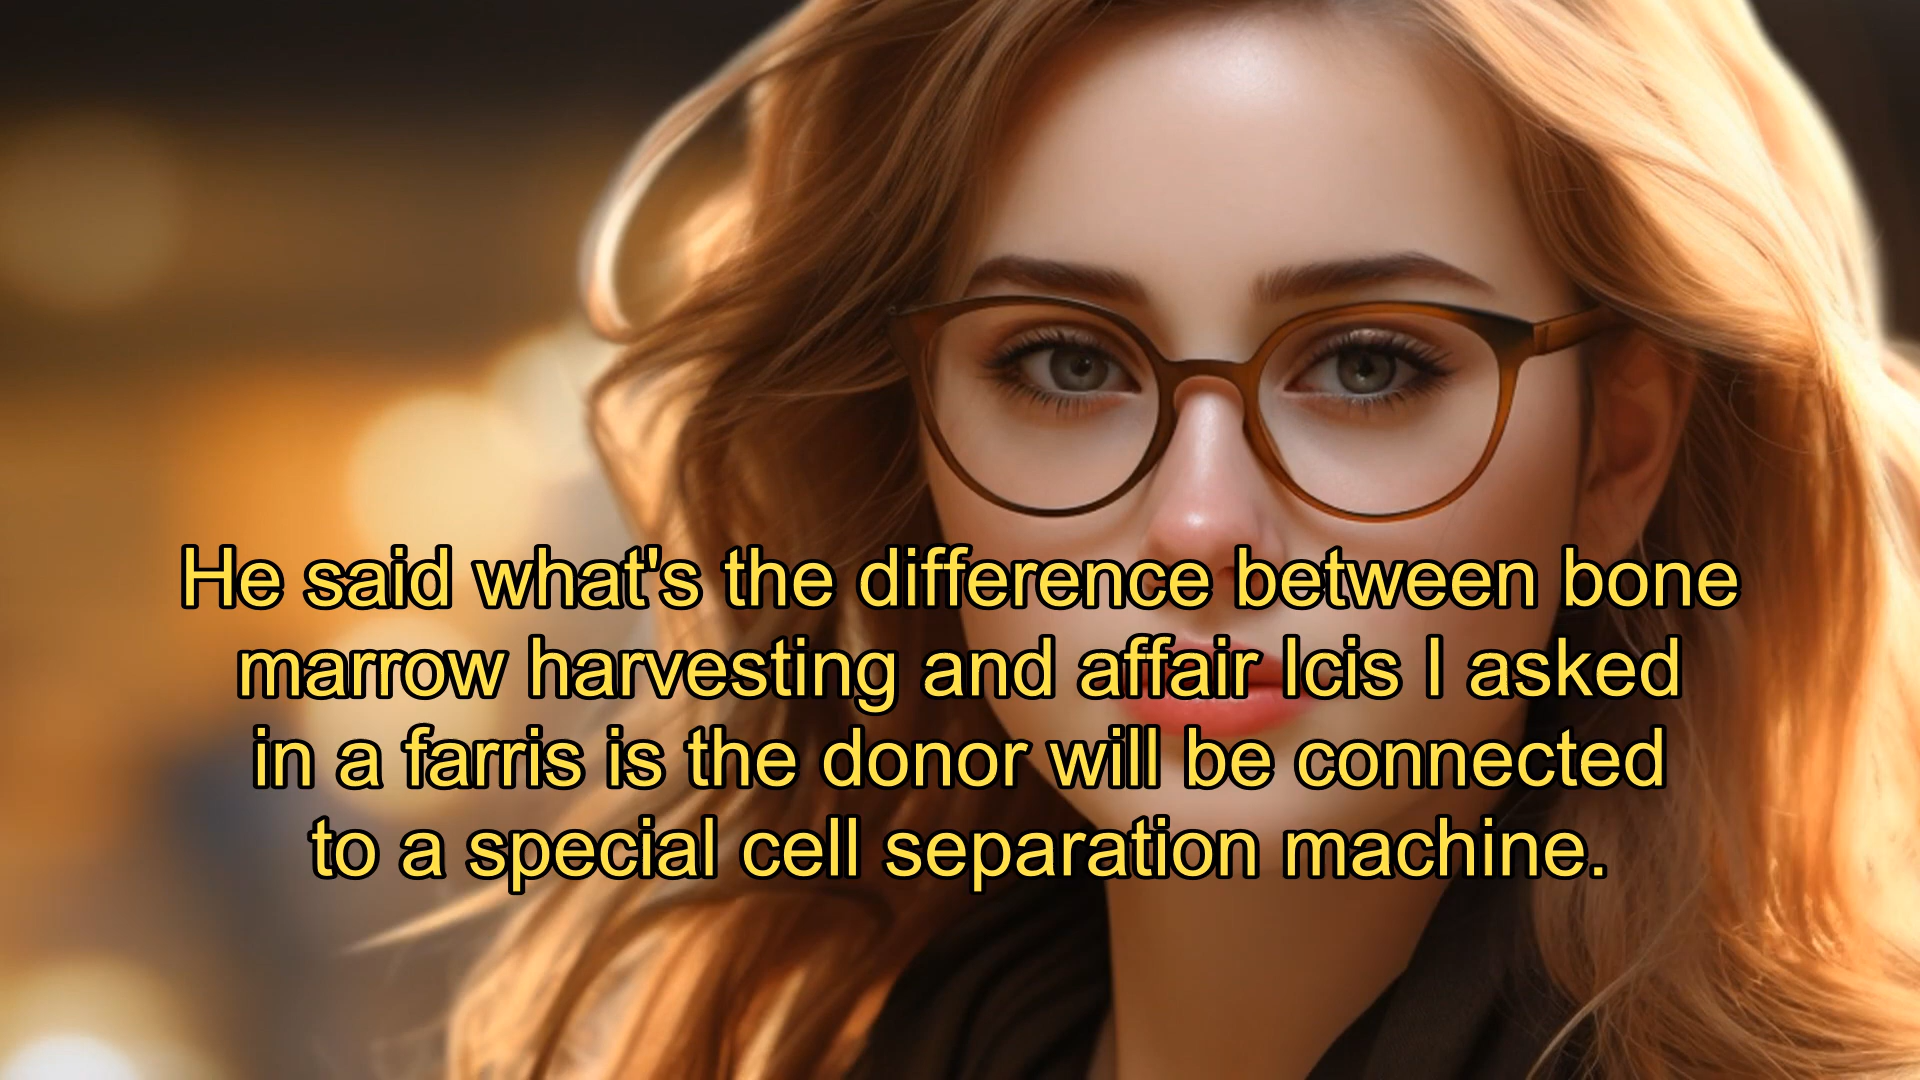 He said what's the difference between bone
marrow harvesting and affair Icis I asked
in a farris is the donor will be connected
to a special cell separation machine.